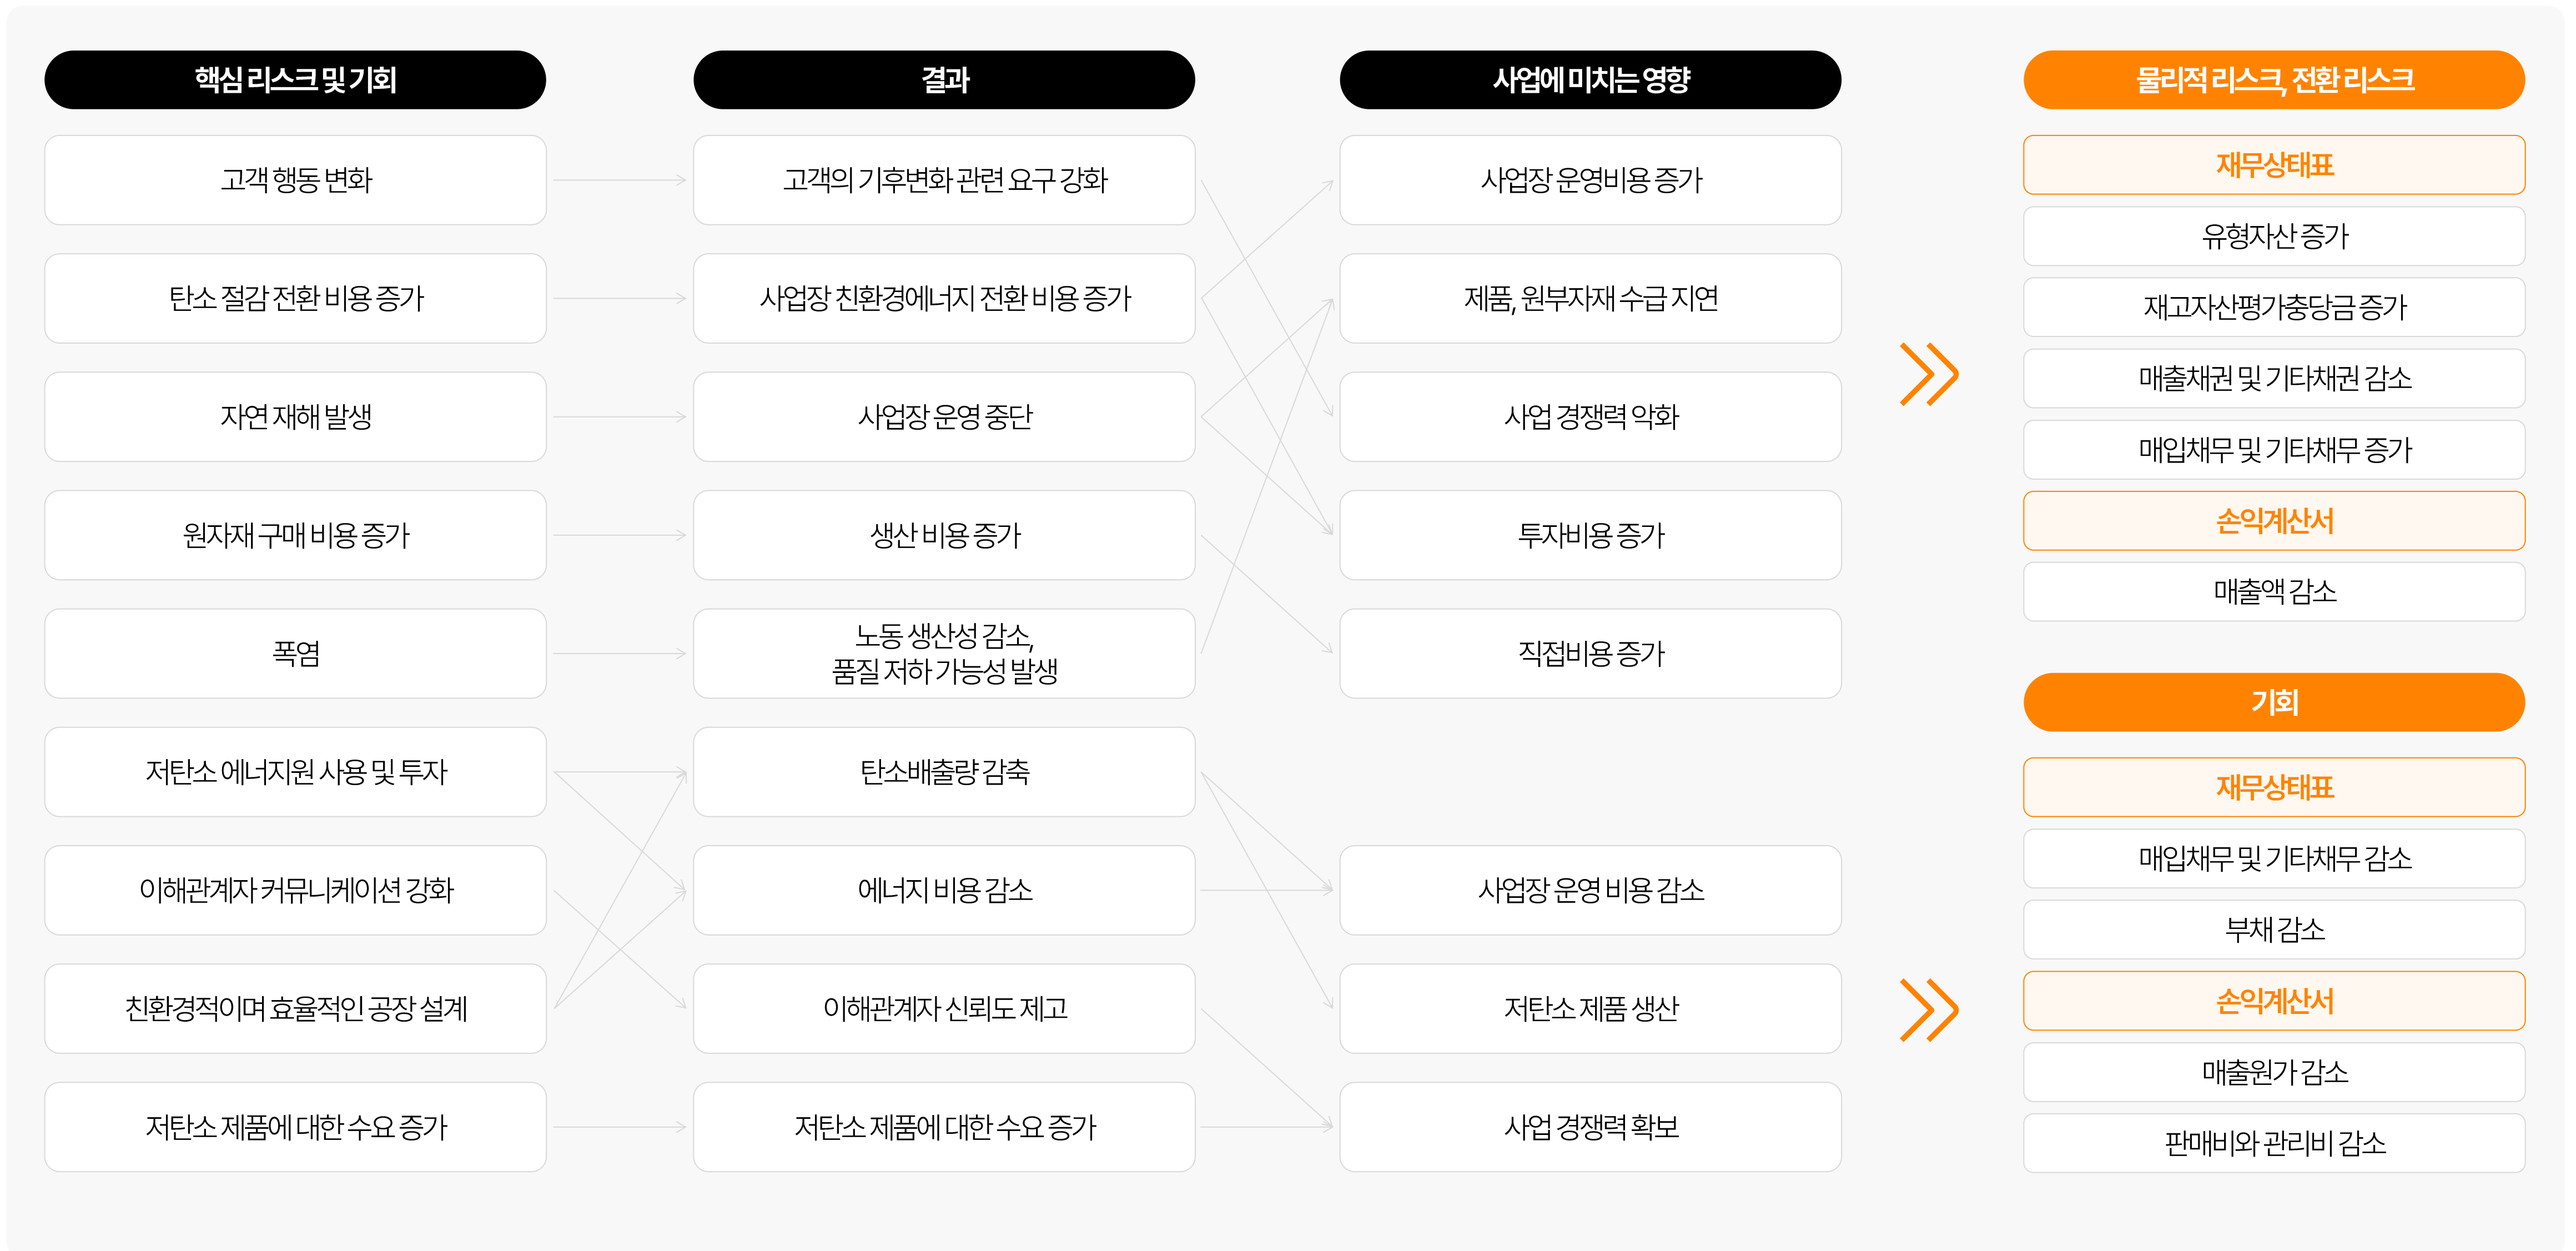 핵심 리스크 및 기회
고객 행동 변화
탄소 절감 전환 비용 증가
자연 재해 발생
원자재 구매 비용 증가
폭염
저탄소 에너지원 사용 및 투자
이해관계자 커뮤니케이션 강화
친환경적이며 효율적인 공장 설계
저탄소 제품에 대한 수요 증가
결과
고객의 기후변화 관련 요구 강화
사업장 친환경에너지 전환 비용 증가
사업장 운영 중단
생산 비용 증가
노동 생산성 감소,
품질 저하 가능성 발생
탄소배출량 감축
에너지 비용 감소
이해관계자 신뢰도 제고
저탄소 제품에 대한 수요 증가
사업에 미치는 영향
사업장 운영비용 증가
제품, 원부자재 수급 지연
사업 경쟁력 악화
투자비용 증가
직접비용 증가
사업장 운영 비용 감소
저탄소 제품 생산
사업 경쟁력 확보
물리적 리스크, 전환 리스크
재무상태표
유형자산 증가
재고자산평가충당금 증가
매출채권 및 기타채권 감소
매입채무 및 기타채무 증가
손익계산서
매출액 감소
기회
재무상태표
매입채무 및 기타채무 감소
부채 감소
손익계산서
매출원가 감소
판매비와 관리비 감소